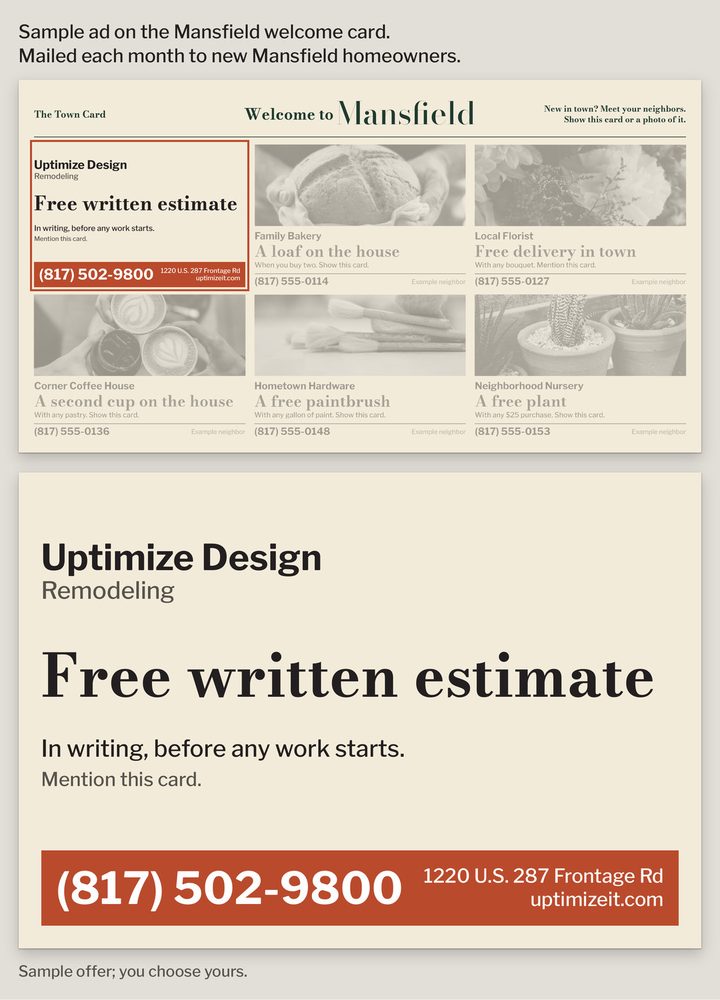 Sample ad on the Mansfield welcome card.
Mailed each month to new Mansfield homeowners.
The Town Card
Welcome to Mansfield
New in town? Meet your neighbors.
Show this card or a photo of it.
Uptimize Design
Remodeling
Free written estimate
In writing, before any work starts.
Mention this card.
(817) 502-9800
1220 U.S. 287 Frontage Rd
uptimizeit.com
Family Bakery
A loaf on the house
When you buy two. Show this card.
(817) 555-0114
Example neighbor
Local Florist
Free delivery in town
With any bouquet. Mention this card.
(817) 555-0127
Example neighbor
Corner Coffee House
A second cup on the house
With any pastry. Show this card.
(817) 555-0136
Example neighbor
Hometown Hardware
A free paintbrush
With any gallon of paint. Show this card.
(817) 555-0148
Example neighbor
Neighborhood Nursery
A free plant
With any $25 purchase. Show this card.
(817) 555-0153
Example neighbor
Uptimize Design
Remodeling
Free written estimate
In writing, before any work starts.
Mention this card.
(817) 502-9800
1220 U.S. 287 Frontage Rd
uptimizeit.com
Sample offer; you choose yours.